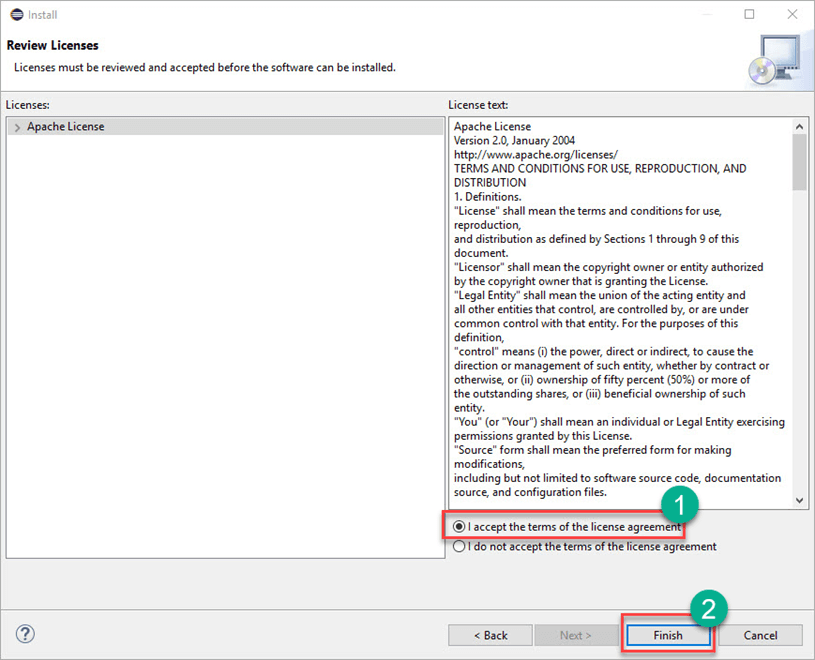 Install
Review Licenses
Licenses must be reviewed and accepted before the software can be installed.
Licenses:
Apache License
License text:
Apache License
Version 2.0, January 2004
http://www.apache.org/licenses/
TERMS AND CONDITIONS FOR USE, REPRODUCTION, AND
DISTRIBUTION
1. Definitions.
"License" shall mean the terms and conditions for use,
reproduction,
and distribution as defined by Sections 1 through 9 of this
document.
"Licensor" shall mean the copyright owner or entity authorized
by the copyright owner that is granting the License.
"Legal Entity" shall mean the union of the acting entity and
all other entities that control, are controlled by, or are under
common control with that entity. For the purposes of this
definition,
"control" means (i) the power, direct or indirect, to cause the
direction or management of such entity, whether by contract or
otherwise, or (ii) ownership of fifty percent (50%) or more of
the outstanding shares, or (iii) beneficial ownership of such
entity.
"You" (or "Your") shall mean an individual or Legal Entity exercising
permissions granted by this License.
"Source" form shall mean the preferred form for making
modifications,
including but not limited to software source code, documentation
source, and configuration files.
1
I accept the terms of the license agreement
I do not accept the terms of the license agreement
2
?
< Back
Next >
Finish
Cancel